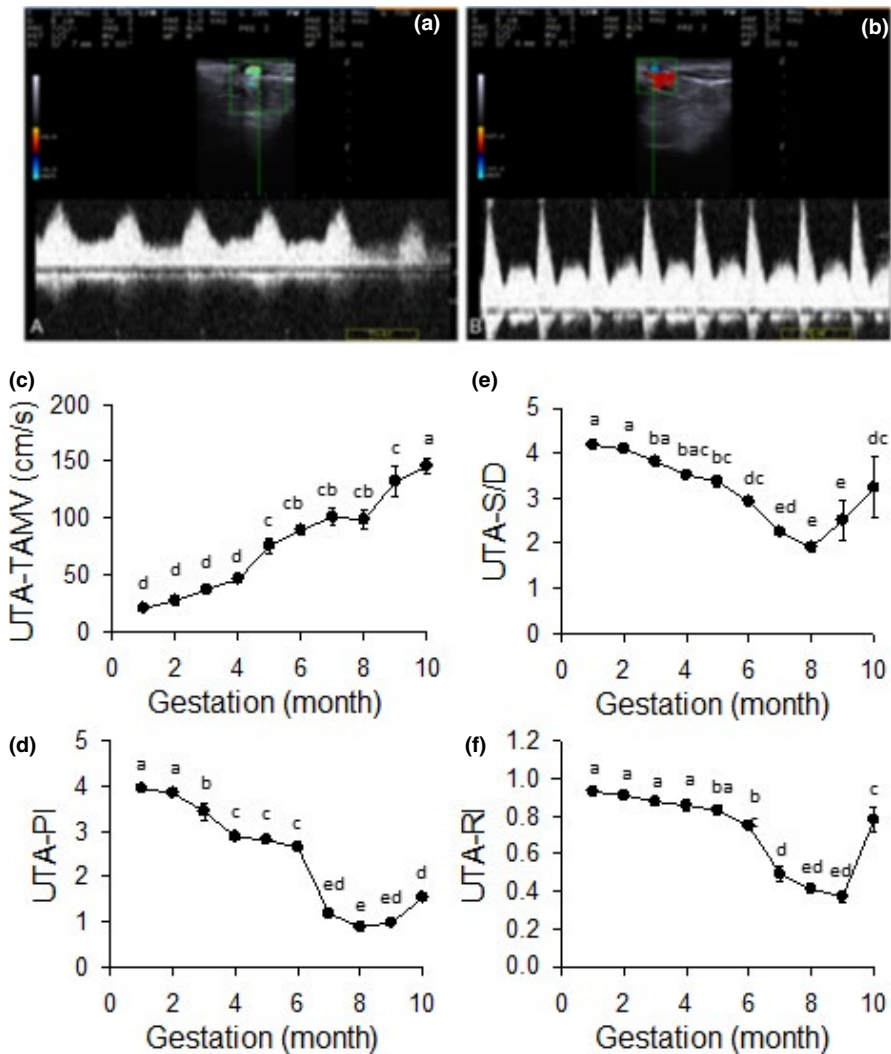 (a)
(b)
A
B
(c)
UTA-TAMV (cm/s)
200
150
100
50
0
d
d
d
d
c
cb
cb
cb
c
a
0
2
4
6
8
10
Gestation (month)
(e)
UTA-S/D
5
4
3
2
1
0
a
a
ba
bac
bc
dc
ed
e
e
dc
0
2
4
6
8
10
Gestation (month)
(d)
UTA-PI
5
4
3
2
1
0
a
a
b
c
c
c
ed
e
ed
d
0
2
4
6
8
10
Gestation (month)
(f)
UTA-RI
1.2
1.0
0.8
0.6
0.4
0.2
0.0
a
a
a
a
ba
b
c
d
ed
ed
c
0
2
4
6
8
10
Gestation (month)